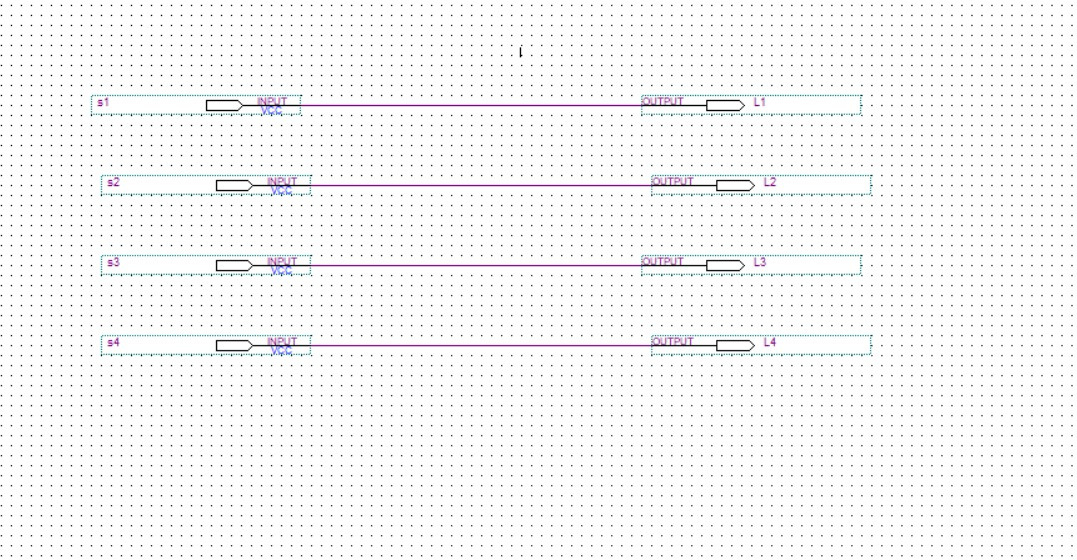 s1 INPUT OUTPUT L1
VCC
s2 INPUT OUTPUT L2
VCC
s3 INPUT OUTPUT L3
VCC
s4 INPUT OUTPUT L4
VCC